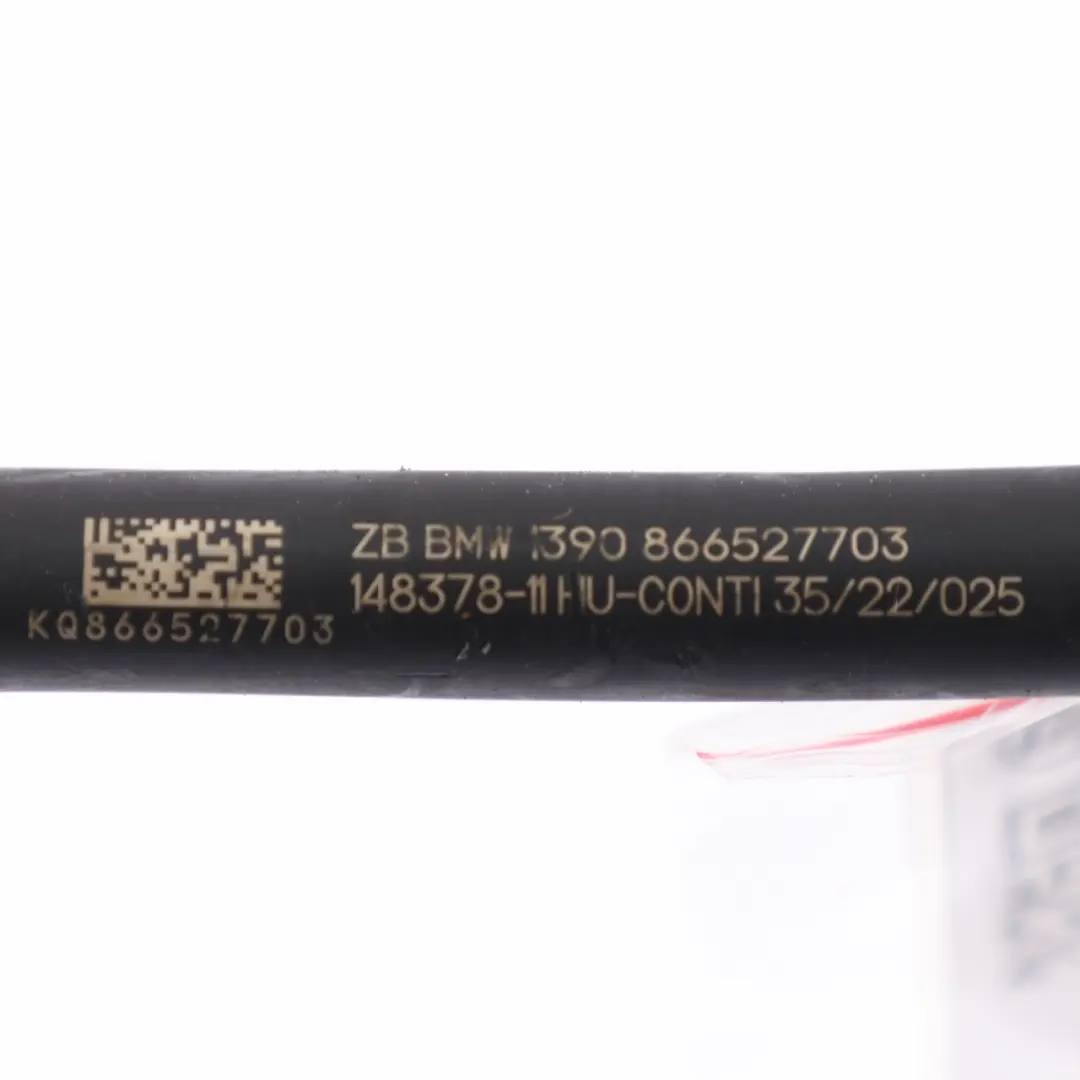 ZB BMW 1390 866527703
148378-11 HU-CONTI 35/22/025
KQ866527703